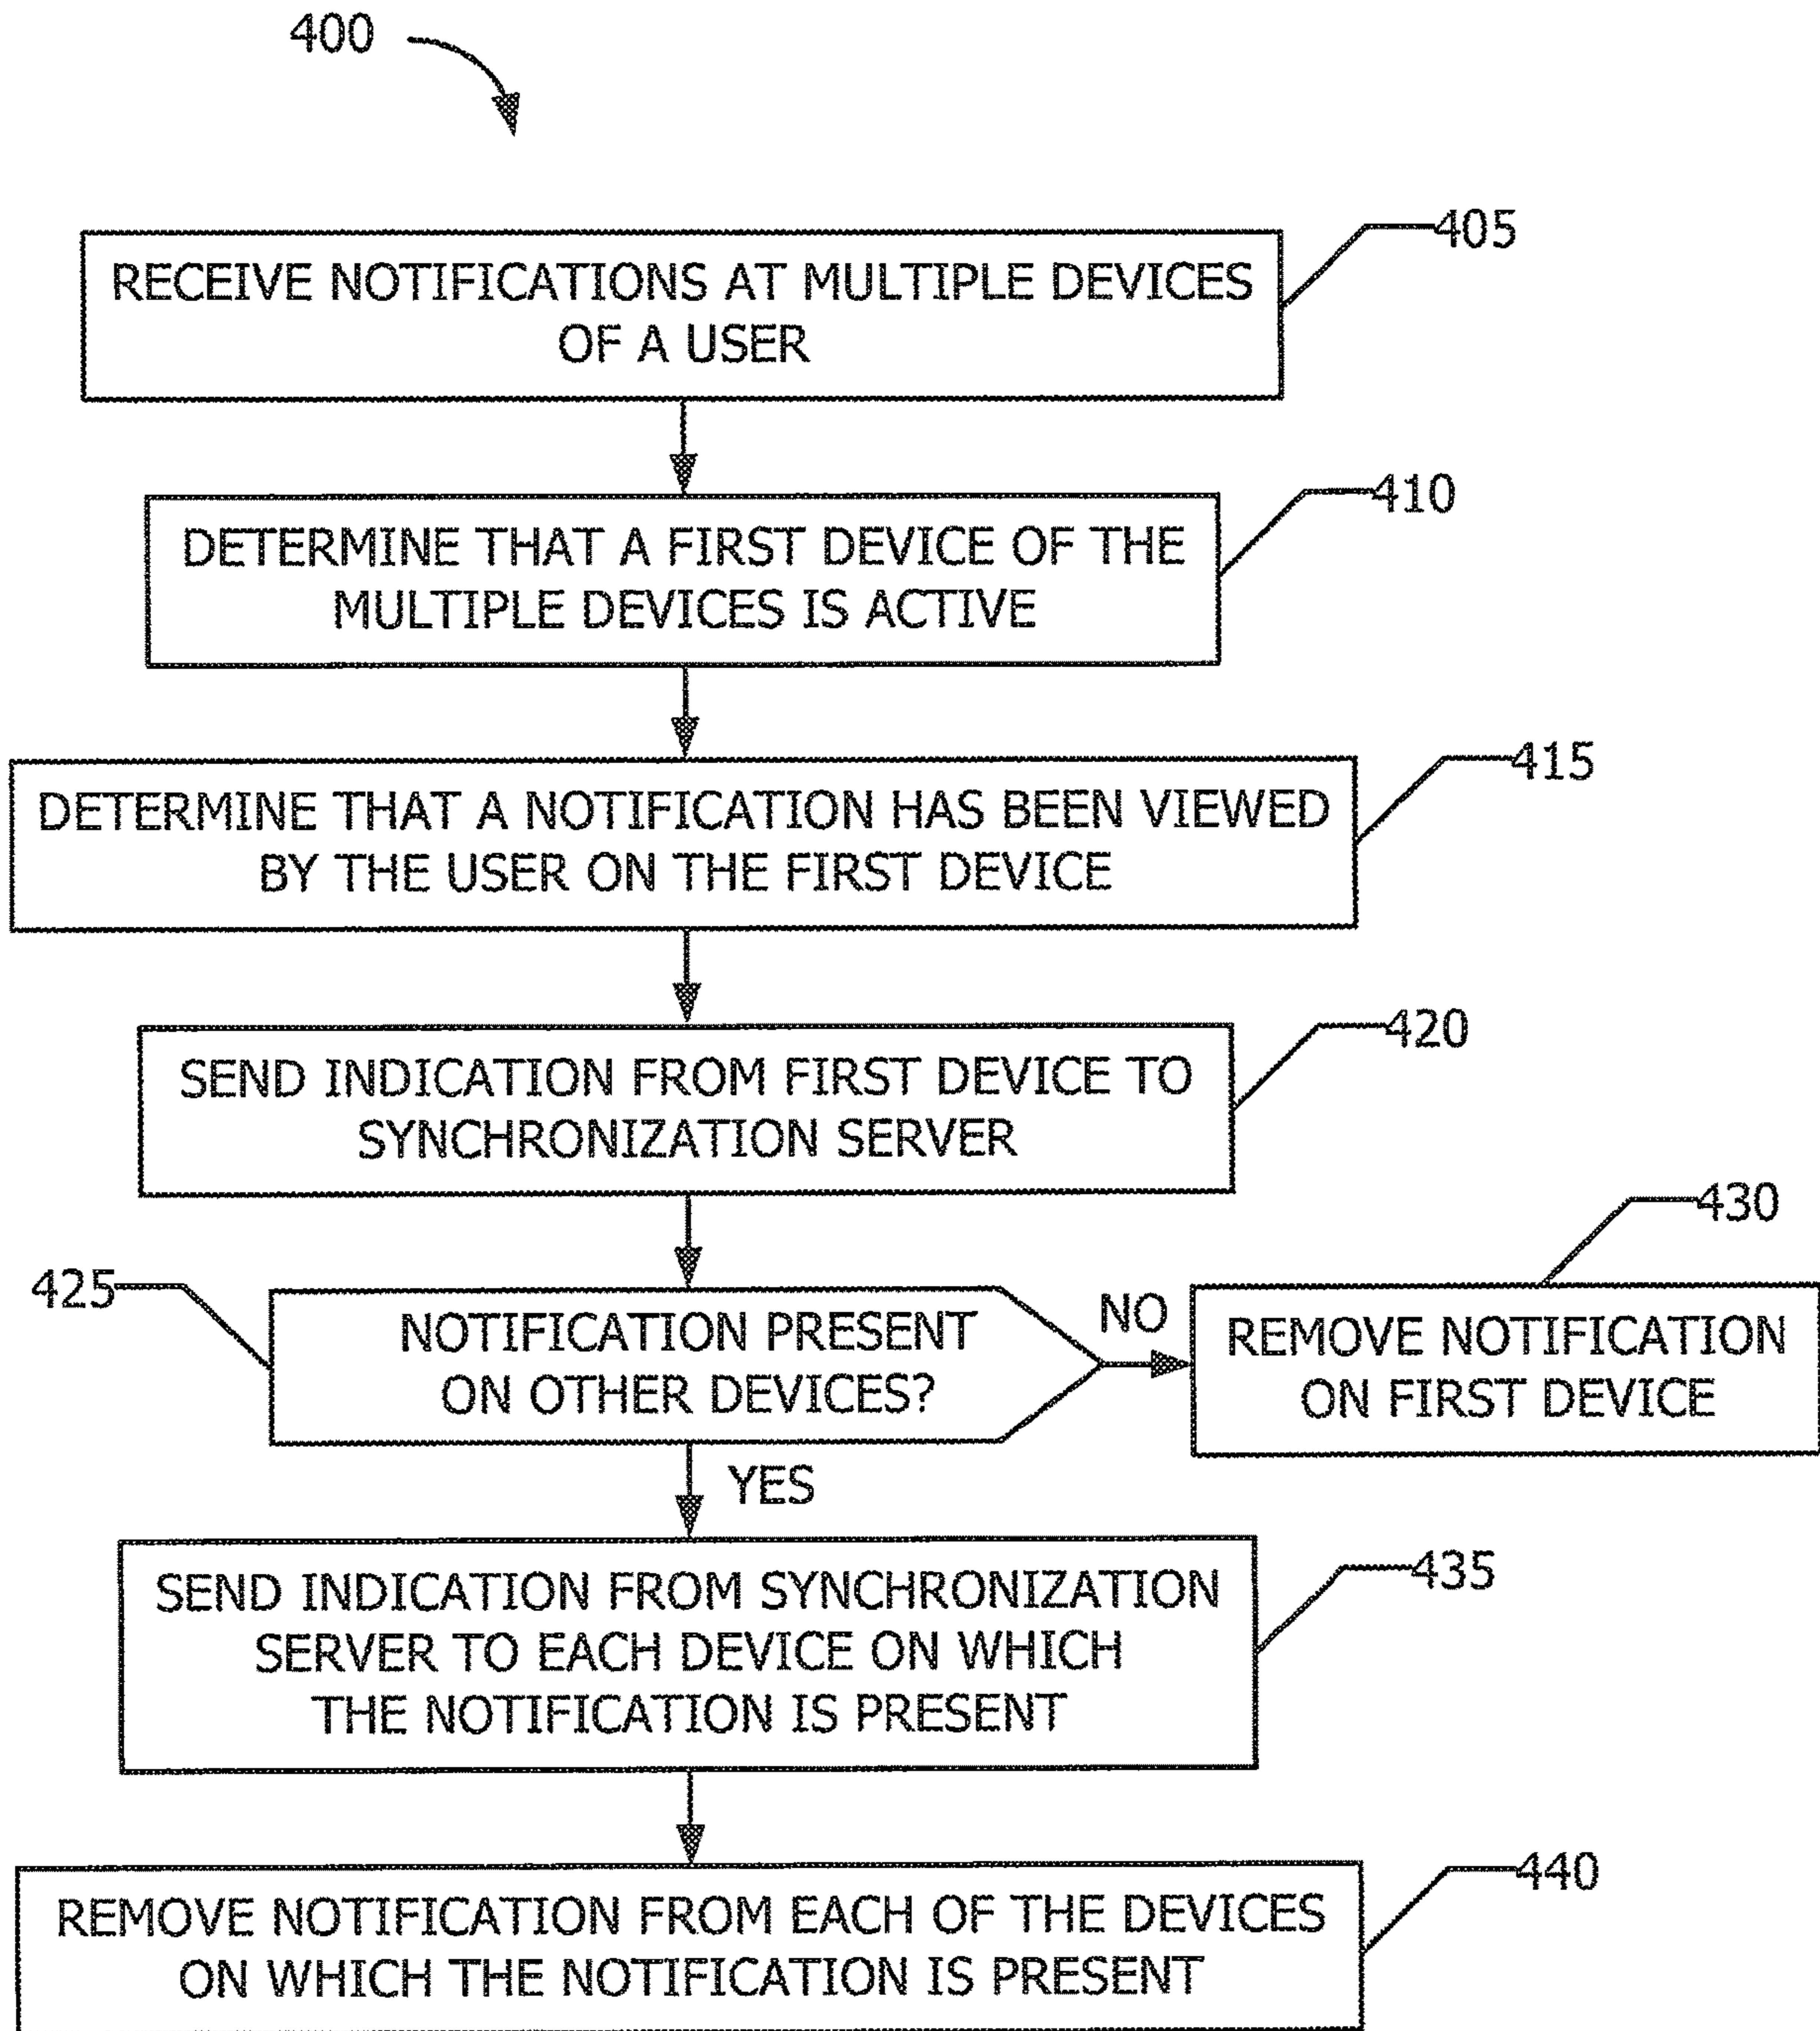 400
405
RECEIVE NOTIFICATIONS AT MULTIPLE DEVICES
OF A USER
410
DETERMINE THAT A FIRST DEVICE OF THE
MULTIPLE DEVICES IS ACTIVE
415
DETERMINE THAT A NOTIFICATION HAS BEEN VIEWED
BY THE USER ON THE FIRST DEVICE
420
SEND INDICATION FROM FIRST DEVICE TO
SYNCHRONIZATION SERVER
430
425
NOTIFICATION PRESENT
ON OTHER DEVICES?
NO
REMOVE NOTIFICATION
ON FIRST DEVICE
YES
435
SEND INDICATION FROM SYNCHRONIZATION
SERVER TO EACH DEVICE ON WHICH
THE NOTIFICATION IS PRESENT
440
REMOVE NOTIFICATION FROM EACH OF THE DEVICES
ON WHICH THE NOTIFICATION IS PRESENT